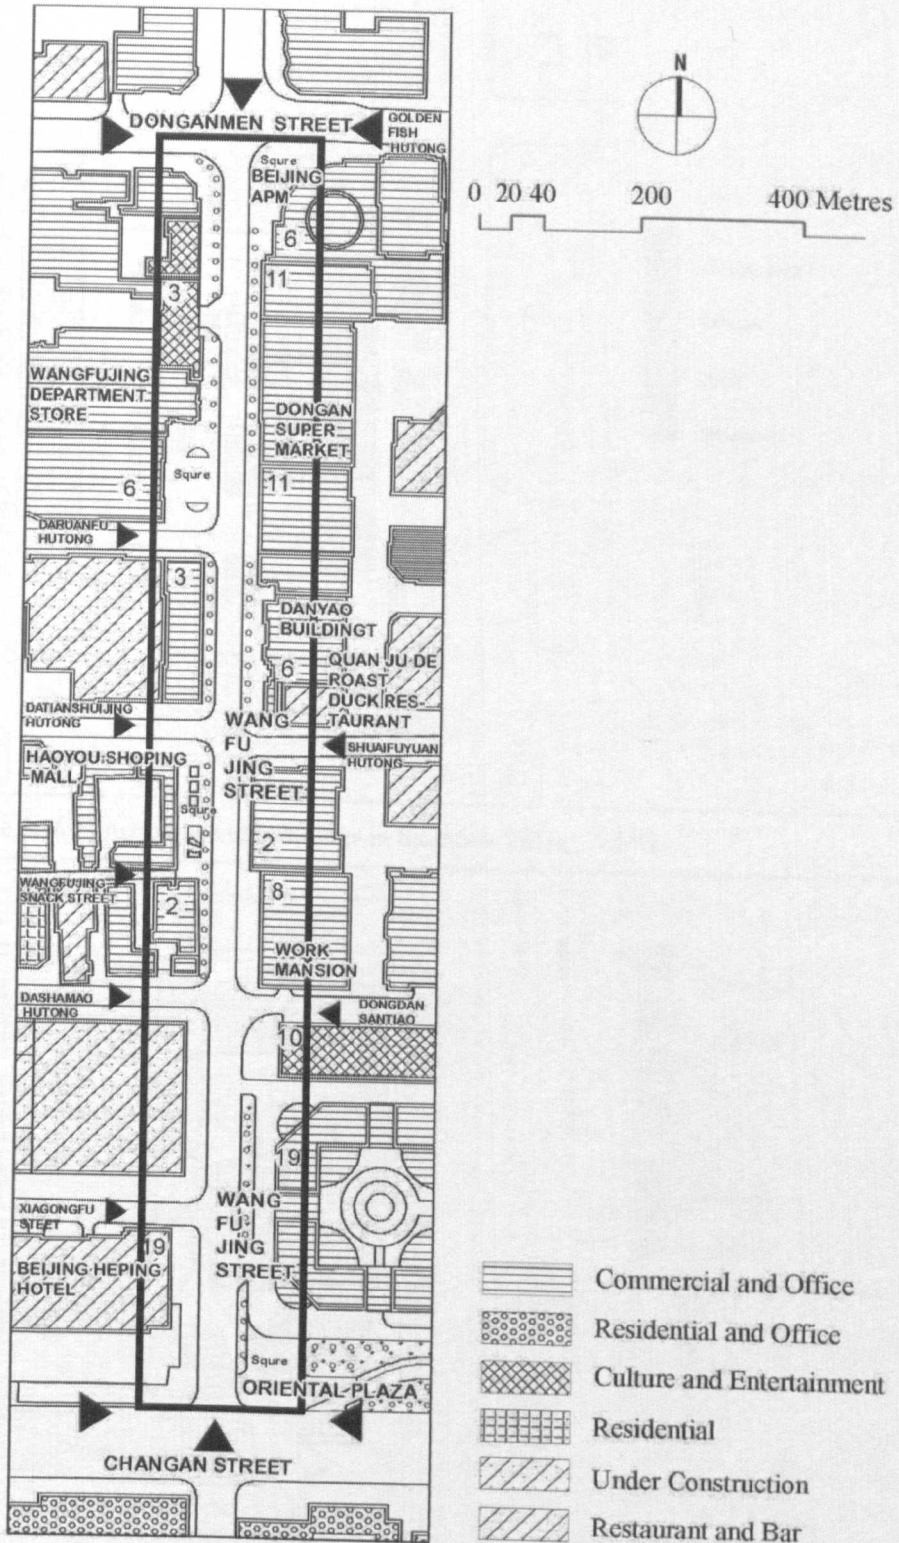 DONGANMEN STREET
GOLDEN
FISH
HUTONG
N
0 20 40 200 400 Metres
Squre
BEIJING
APM
6
11
3
WANGFUJING
DEPARTMENT
STORE
DONGAN
SUPER
MARKET
Squre
6
11
DARUANFU
HUTONG
3
DANYAO
BUILDINGT
6
QUAN JU DE
ROAST
DUCK RES-
TAURANT
DATIANSHUIJING
HUTONG
WANG
FU
JING
STREET
SHUAIFUYUAN
HUTONG
HAOYOU SHOPING
MALL
Squre
2
WANGFUJING
SNACK STREET
2
8
WORK
MANSION
DASHAMAO
HUTONG
DONGDAN
SANTIAO
10
19
XIAGONGFU
STEET
WANG
FU
JING
STREET
19
BEIJING HEPING
HOTEL
Squre
ORIENTAL PLAZA
CHANGAN STREET
Commercial and Office
Residential and Office
Culture and Entertainment
Residential
Under Construction
Restaurant and Bar